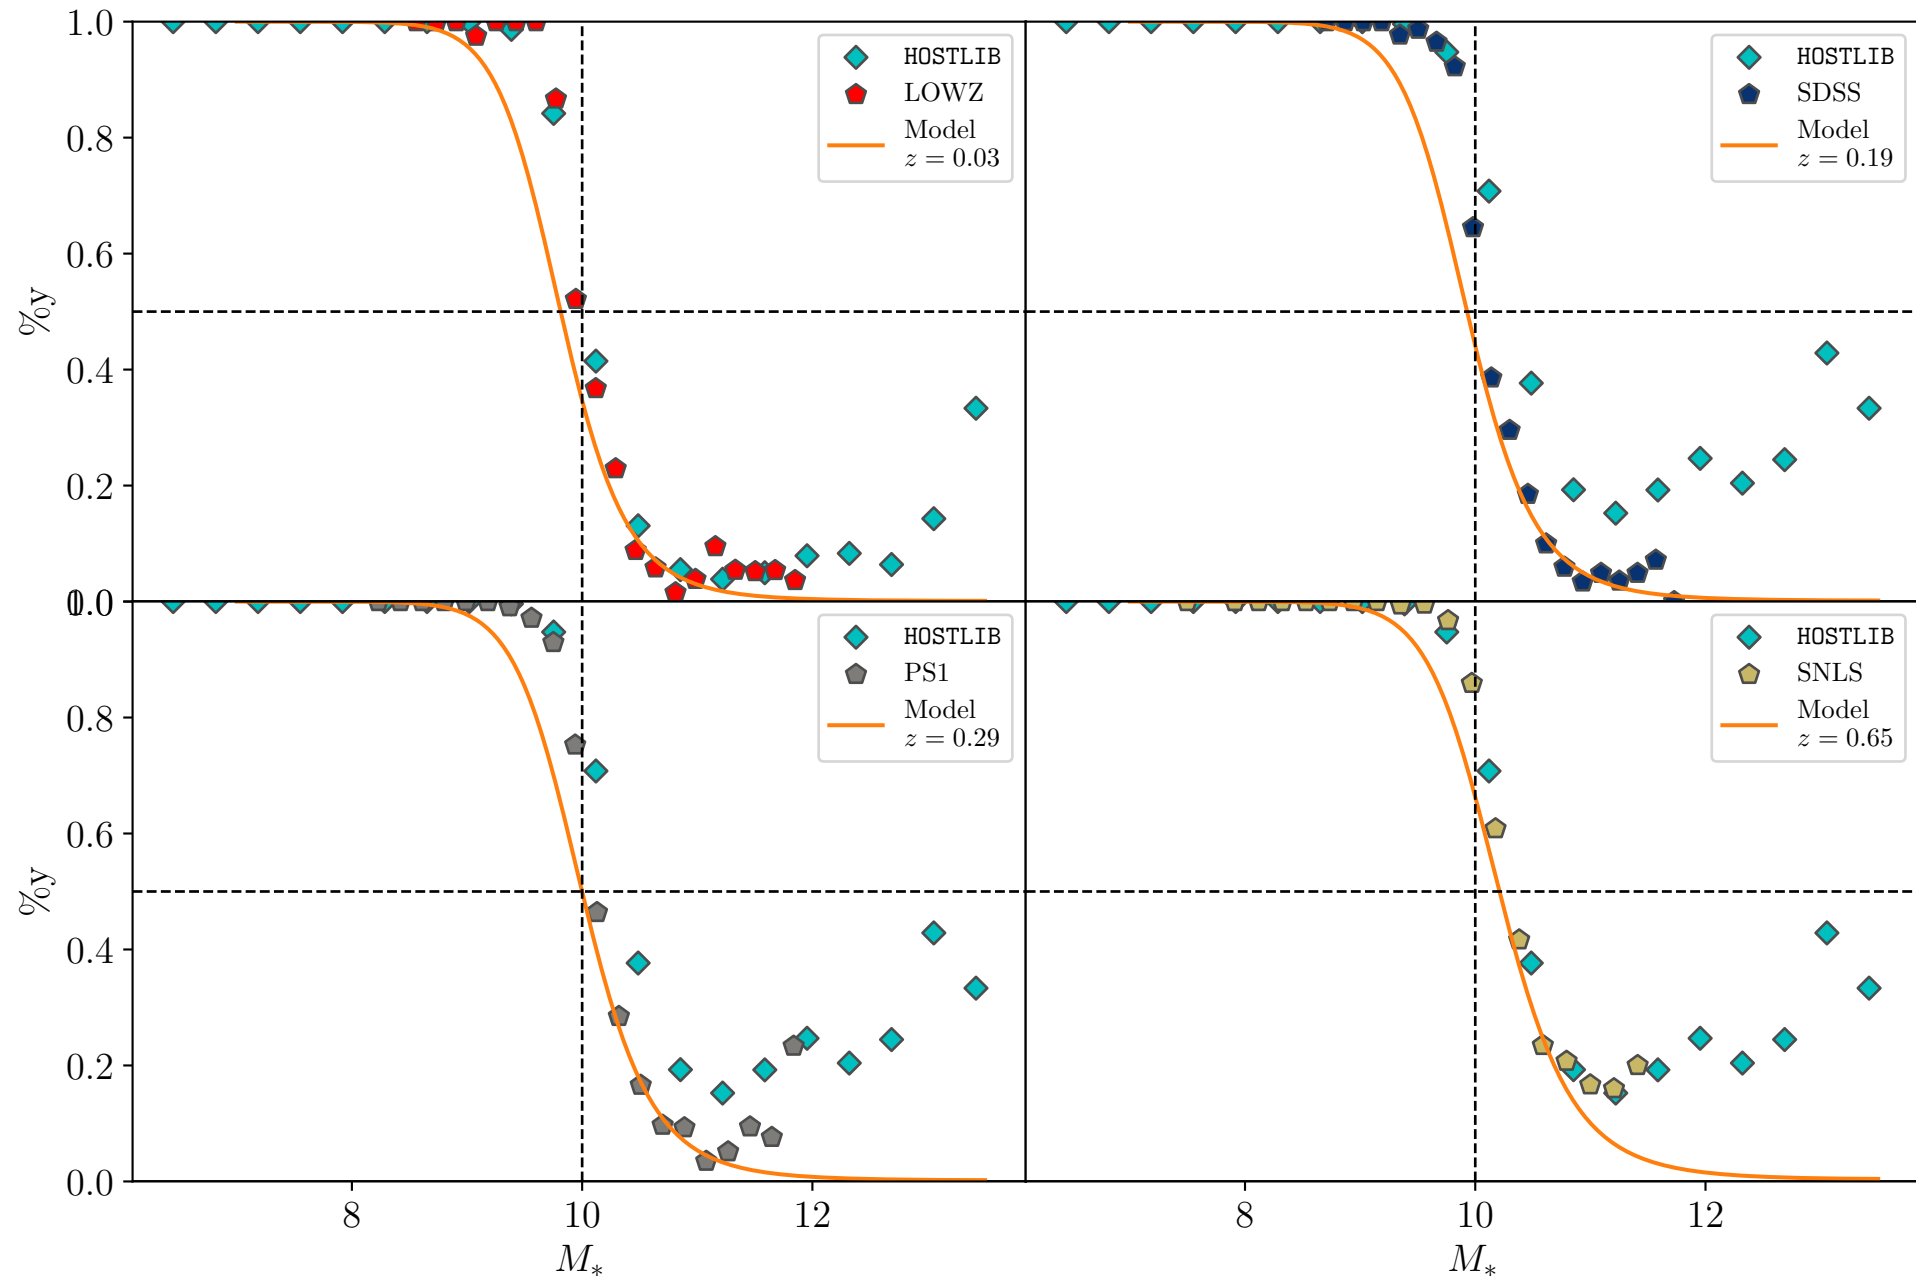 1.0
0.8
0.6
0.4
0.2
0.0
%y
HOSTLIB
LOWZ
Model
z = 0.03
HOSTLIB
SDSS
Model
z = 0.19
0.8
0.6
0.4
0.2
0.0
%y
HOSTLIB
PS1
Model
z = 0.29
HOSTLIB
SNLS
Model
z = 0.65
8 10 12
8 10 12
M*
M*